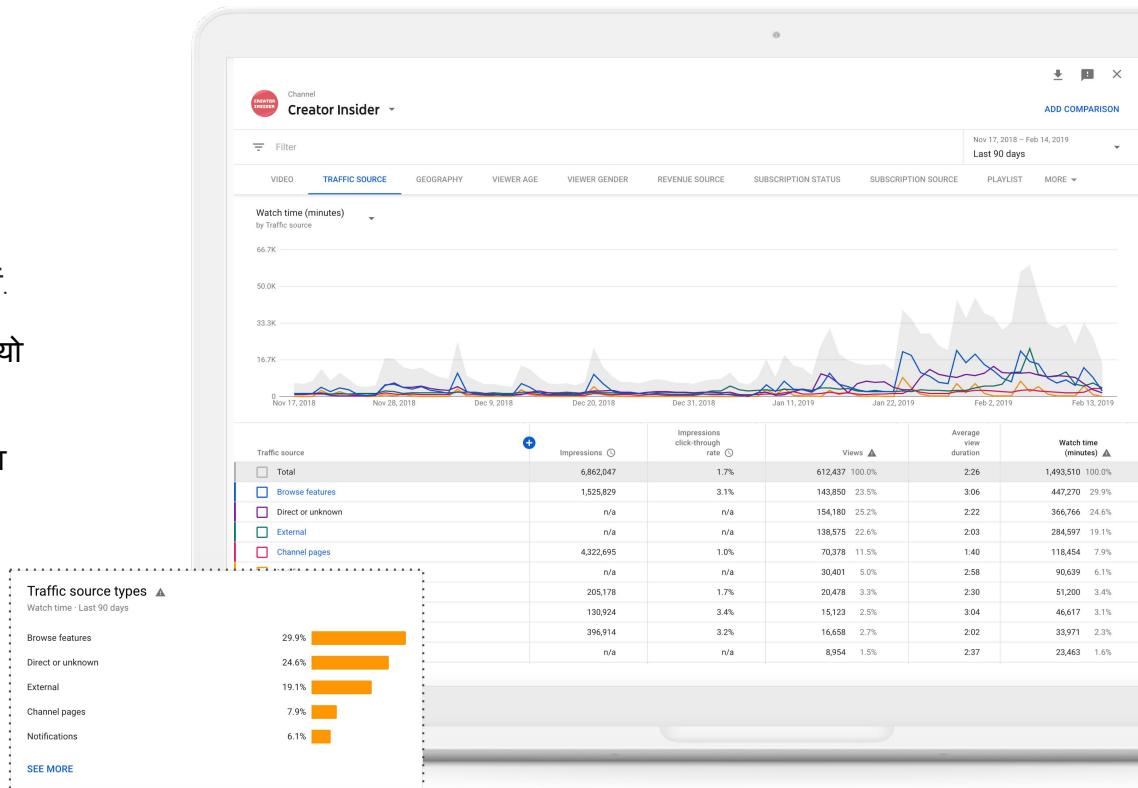 CREATOR INSIDER
Channel
Creator Insider
ADD COMPARISON
Filter
Nov 17, 2018 – Feb 14, 2019
Last 90 days
VIDEO TRAFFIC SOURCE GEOGRAPHY VIEWER AGE VIEWER GENDER REVENUE SOURCE SUBSCRIPTION STATUS SUBSCRIPTION SOURCE PLAYLIST MORE
Watch time (minutes)
by Traffic source
66.7K
50.0K
33.3K
यो
16.7K
0
Nov 17, 2018 Nov 28, 2018 Dec 9, 2018 Dec 20, 2018 Dec 31, 2018 Jan 11, 2019 Jan 22, 2019 Feb 2, 2019 Feb 13, 2019
Traffic source Impressions Impressions click-through rate Views Average view duration Watch time (minutes)
Total 6,862,047 1.7% 612,437 100.0% 2:26 1,493,510 100.0%
Browse features 1,525,829 3.1% 143,850 23.5% 3:06 447,270 29.9%
Direct or unknown n/a n/a 154,180 25.2% 2:22 366,766 24.6%
External n/a n/a 138,575 22.6% 2:03 284,597 19.1%
Channel pages 4,322,695 1.0% 70,378 11.5% 1:40 118,454 7.9%
n/a n/a 30,401 5.0% 2:58 90,639 6.1%
205,178 1.7% 20,478 3.3% 2:30 51,200 3.4%
130,924 3.4% 15,123 2.5% 3:04 46,617 3.1%
396,914 3.2% 16,658 2.7% 2:02 33,971 2.3%
n/a n/a 8,954 1.5% 2:37 23,463 1.6%
Traffic source types
Watch time · Last 90 days
Browse features 29.9%
Direct or unknown 24.6%
External 19.1%
Channel pages 7.9%
Notifications 6.1%
SEE MORE